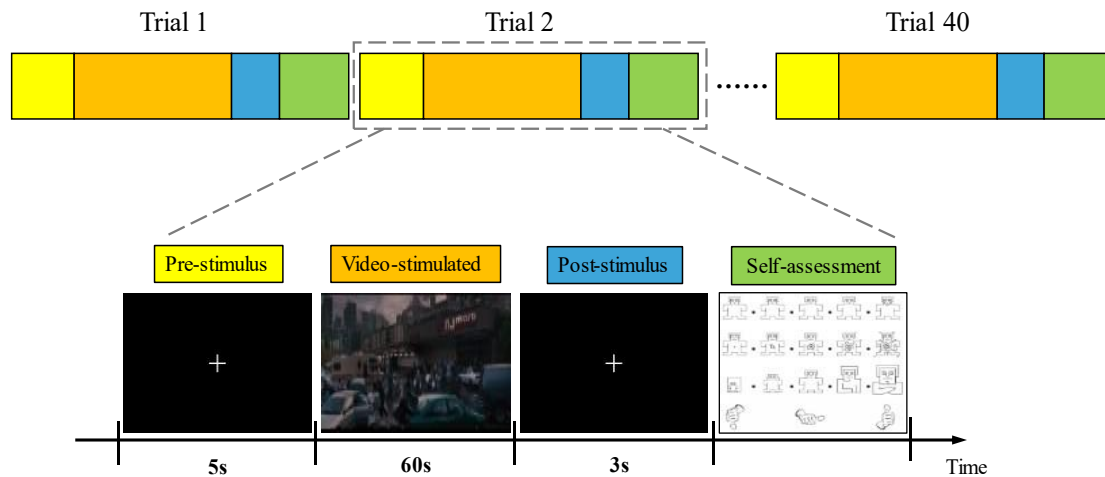 Trial 1
Trial 2
Trial 40
......
Pre-stimulus
Video-stimulated
Post-stimulus
Self-assessment
5s
60s
3s
Time